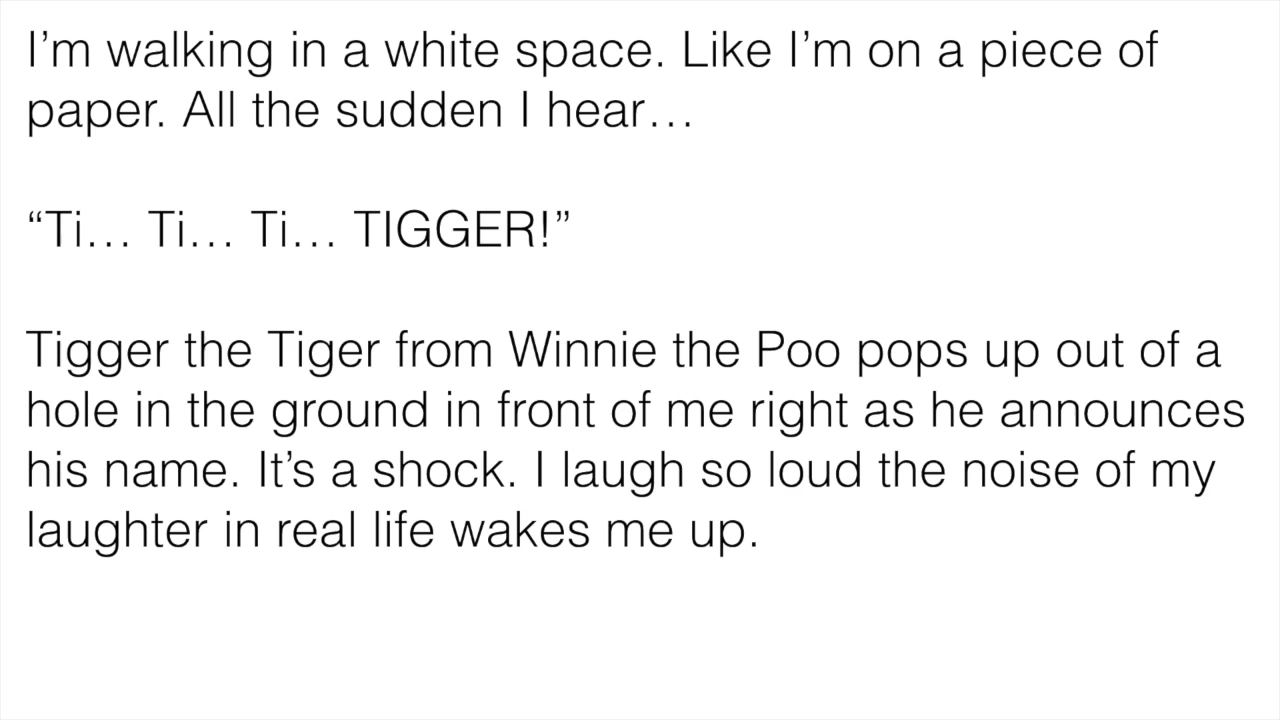 I’m walking in a white space. Like I’m on a piece of
paper. All the sudden I hear…
“Ti… Ti… Ti… TIGGER!”
Tigger the Tiger from Winnie the Poo pops up out of a
hole in the ground in front of me right as he announces
his name. It’s a shock. I laugh so loud the noise of my
laughter in real life wakes me up.